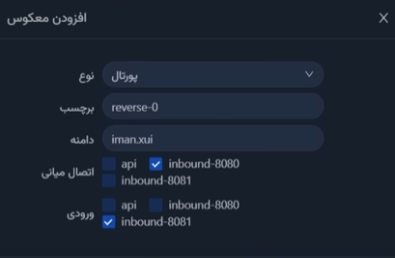 افزودن معکوس
نوع پورتال
برچسب reverse-0
دامنه iman.xui
اتصال میانی api inbound-8080
inbound-8081
ورودی api inbound-8080
inbound-8081